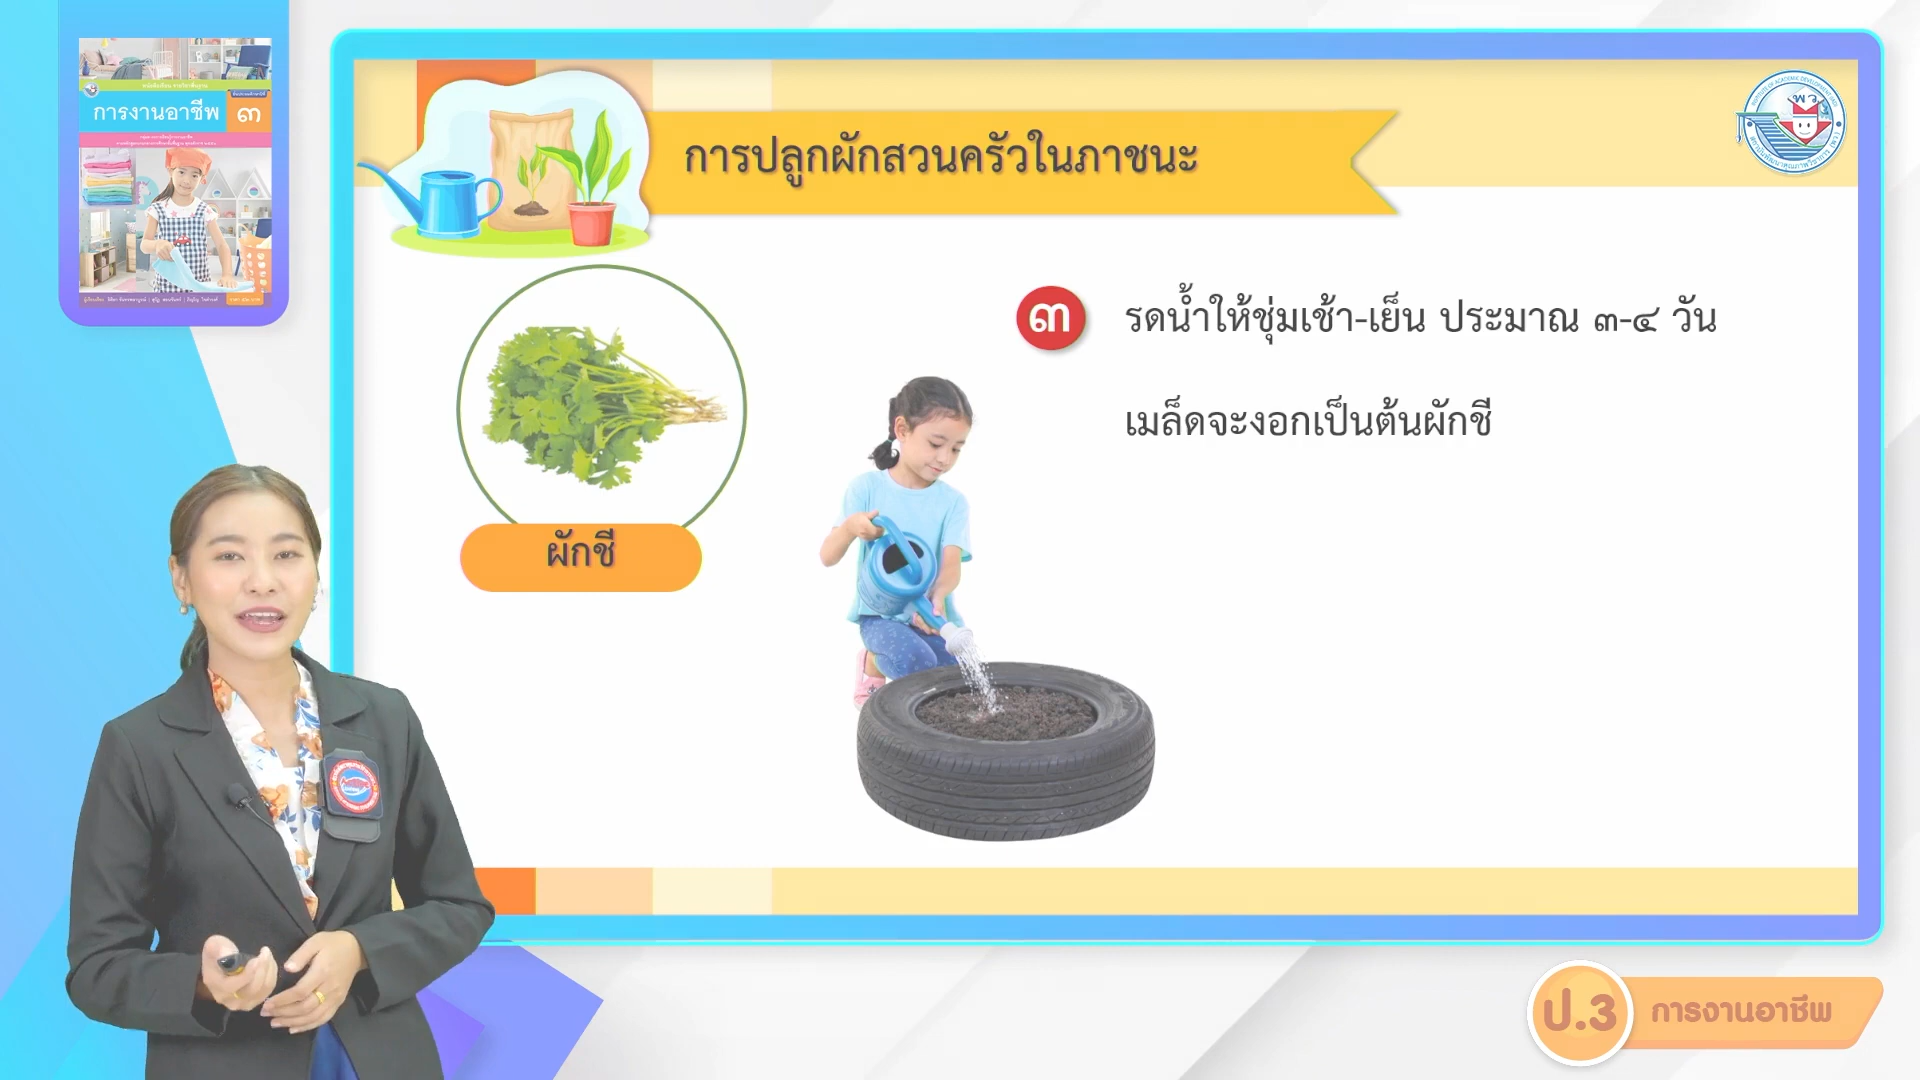 การงานอาชีพ ๓
การปลูกผักสวนครัวในภาชนะ
พว
๓ รดน้ำให้ชุ่มเช้า-เย็น ประมาณ ๓-๔ วัน
เมล็ดจะงอกเป็นต้นผักชี
ผักชี
ป.3 การงานอาชีพ